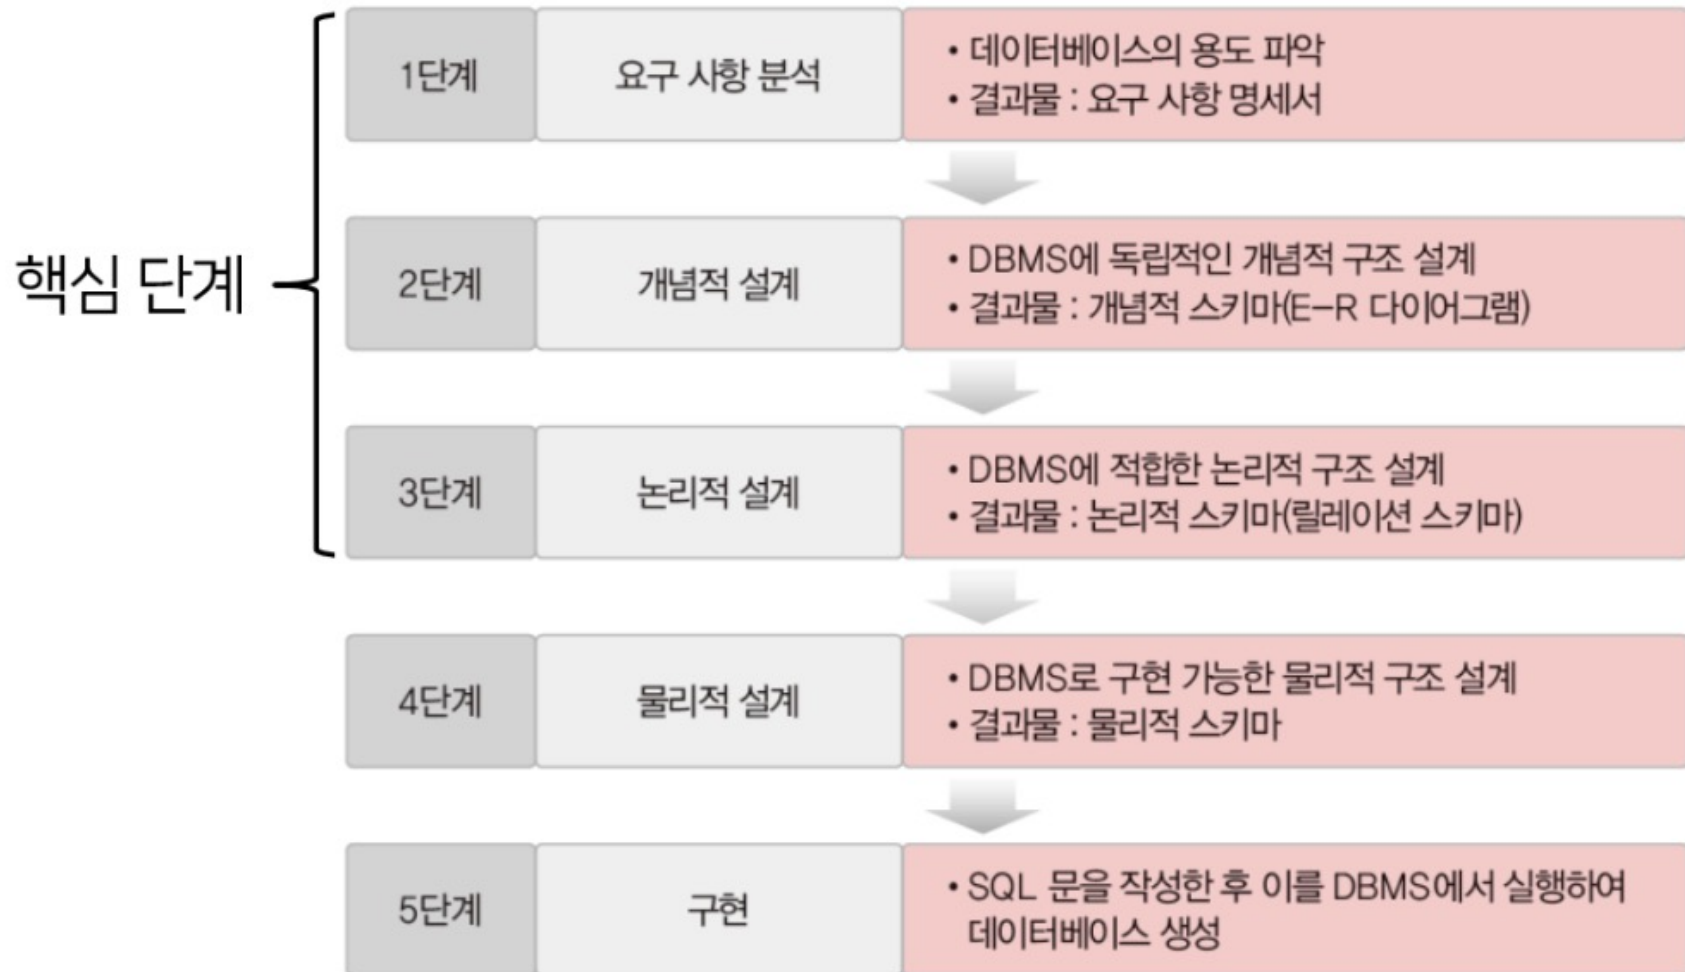 핵심 단계
1단계
요구 사항 분석
• 데이터베이스의 용도 파악
• 결과물 : 요구 사항 명세서
2단계
개념적 설계
• DBMS에 독립적인 개념적 구조 설계
• 결과물 : 개념적 스키마(E-R 다이어그램)
3단계
논리적 설계
• DBMS에 적합한 논리적 구조 설계
• 결과물 : 논리적 스키마(릴레이션 스키마)
4단계
물리적 설계
• DBMS로 구현 가능한 물리적 구조 설계
• 결과물 : 물리적 스키마
5단계
구현
• SQL 문을 작성한 후 이를 DBMS에서 실행하여
데이터베이스 생성